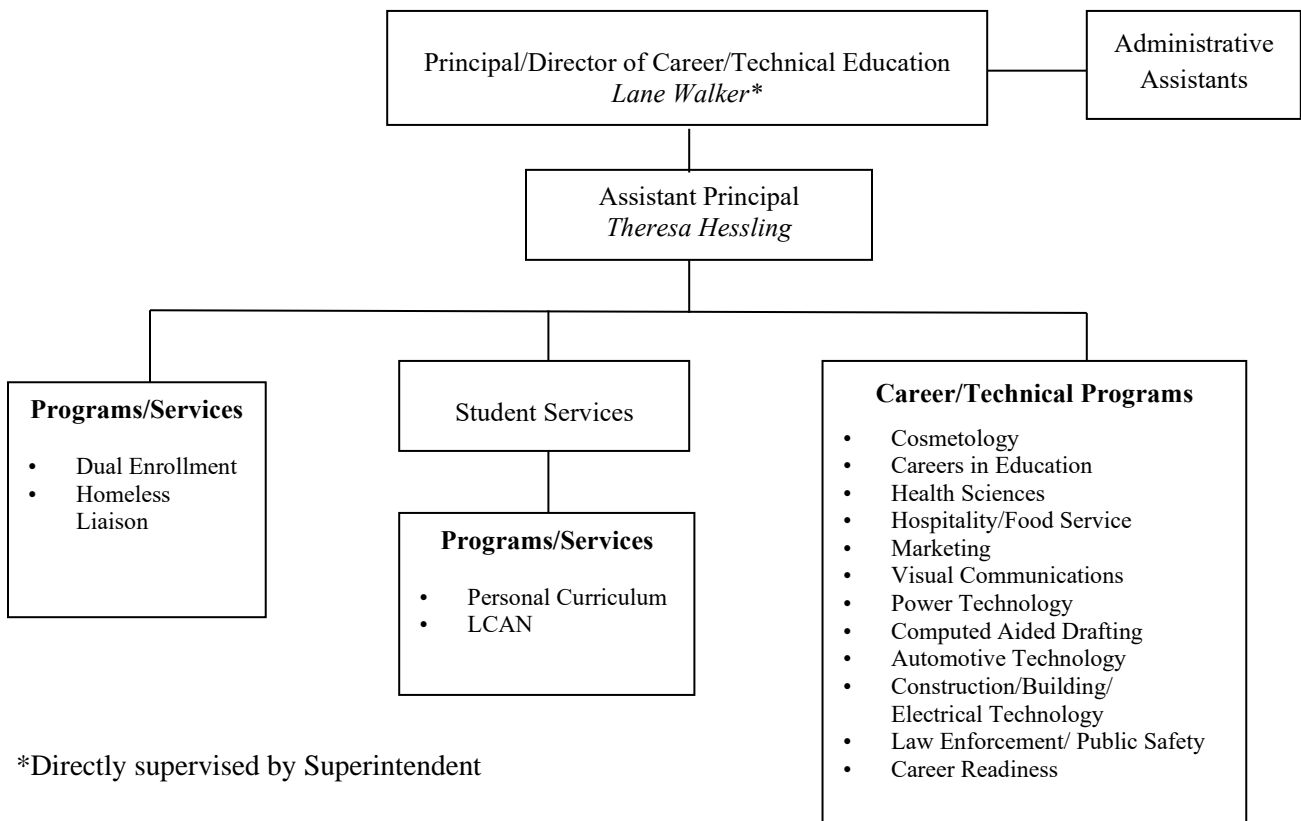 Principal/Director of Career/Technical Education
Lane Walker*
Administrative
Assistants
Assistant Principal
Theresa Hessling
Programs/Services
• Dual Enrollment
• Homeless
Liaison
Student Services
Programs/Services
• Personal Curriculum
• LCAN
Career/Technical Programs
• Cosmetology
• Careers in Education
• Health Sciences
• Hospitality/Food Service
• Marketing
• Visual Communications
• Power Technology
• Computed Aided Drafting
• Automotive Technology
• Construction/Building/
Electrical Technology
• Law Enforcement/ Public Safety
• Career Readiness
*Directly supervised by Superintendent